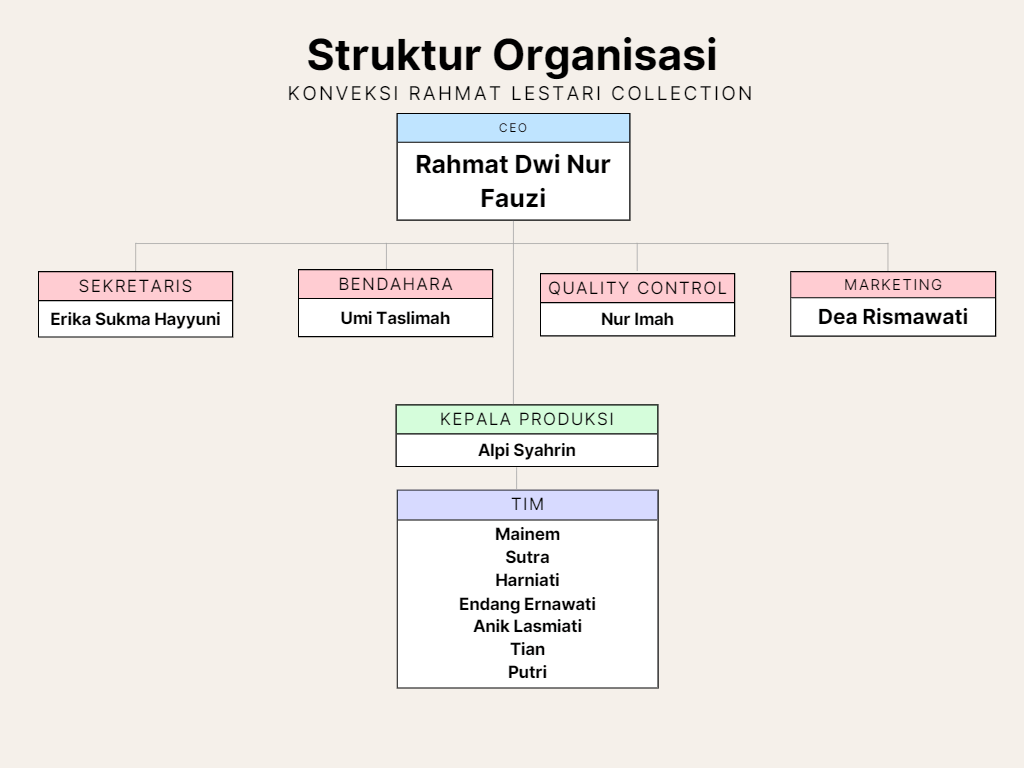 Struktur Organisasi
KONVEKSI RAHMAT LESTARI COLLECTION
CEO
Rahmat Dwi Nur
Fauzi
SEKRETARIS
Erika Sukma Hayyuni
BENDAHARA
Umi Taslimah
QUALITY CONTROL
Nur Imah
MARKETING
Dea Rismawati
KEPALA PRODUKSI
Alpi Syahrin
TIM
Mainem
Sutra
Harniati
Endang Ernawati
Anik Lasmiati
Tian
Putri